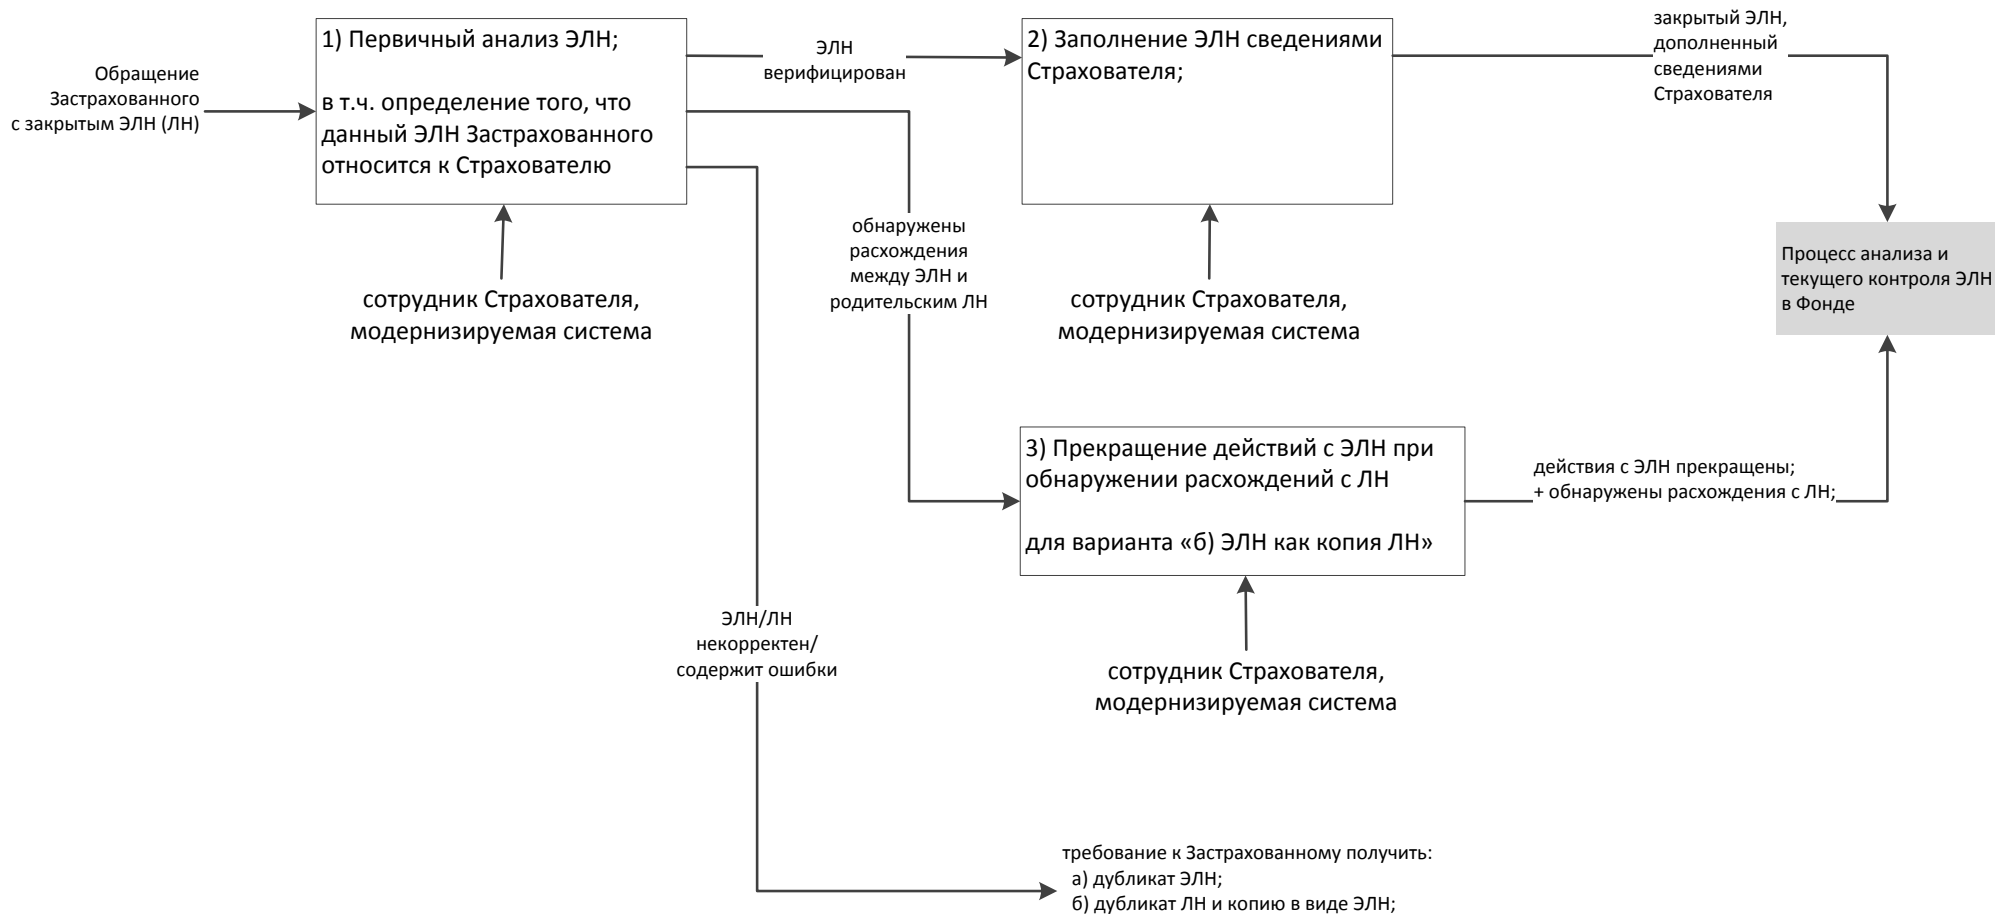 Обращение
Застрахованного
с закрытым ЭЛН (ЛН)
1) Первичный анализ ЭЛН;
в т.ч. определение того, что
данный ЭЛН Застрахованного
относится к Страхователю
сотрудник Страхователя,
модернизируемая система
ЭЛН
верифицирован
2) Заполнение ЭЛН сведениями
Страхователя;
сотрудник Страхователя,
модернизируемая система
закрытый ЭЛН,
дополненный
сведениями
Страхователя
Процесс анализа и
текущего контроля ЭЛН
в Фонде
обнаружены
расхождения
между ЭЛН и
родительским ЛН
3) Прекращение действий с ЭЛН при
обнаружении расхождений с ЛН
для варианта «б) ЭЛН как копия ЛН»
сотрудник Страхователя,
модернизируемая система
действия с ЭЛН прекращены;
+ обнаружены расхождения с ЛН;
ЭЛН/ЛН
некорректен/
содержит ошибки
требование к Застрахованному получить:
а) дубликат ЭЛН;
б) дубликат ЛН и копию в виде ЭЛН;